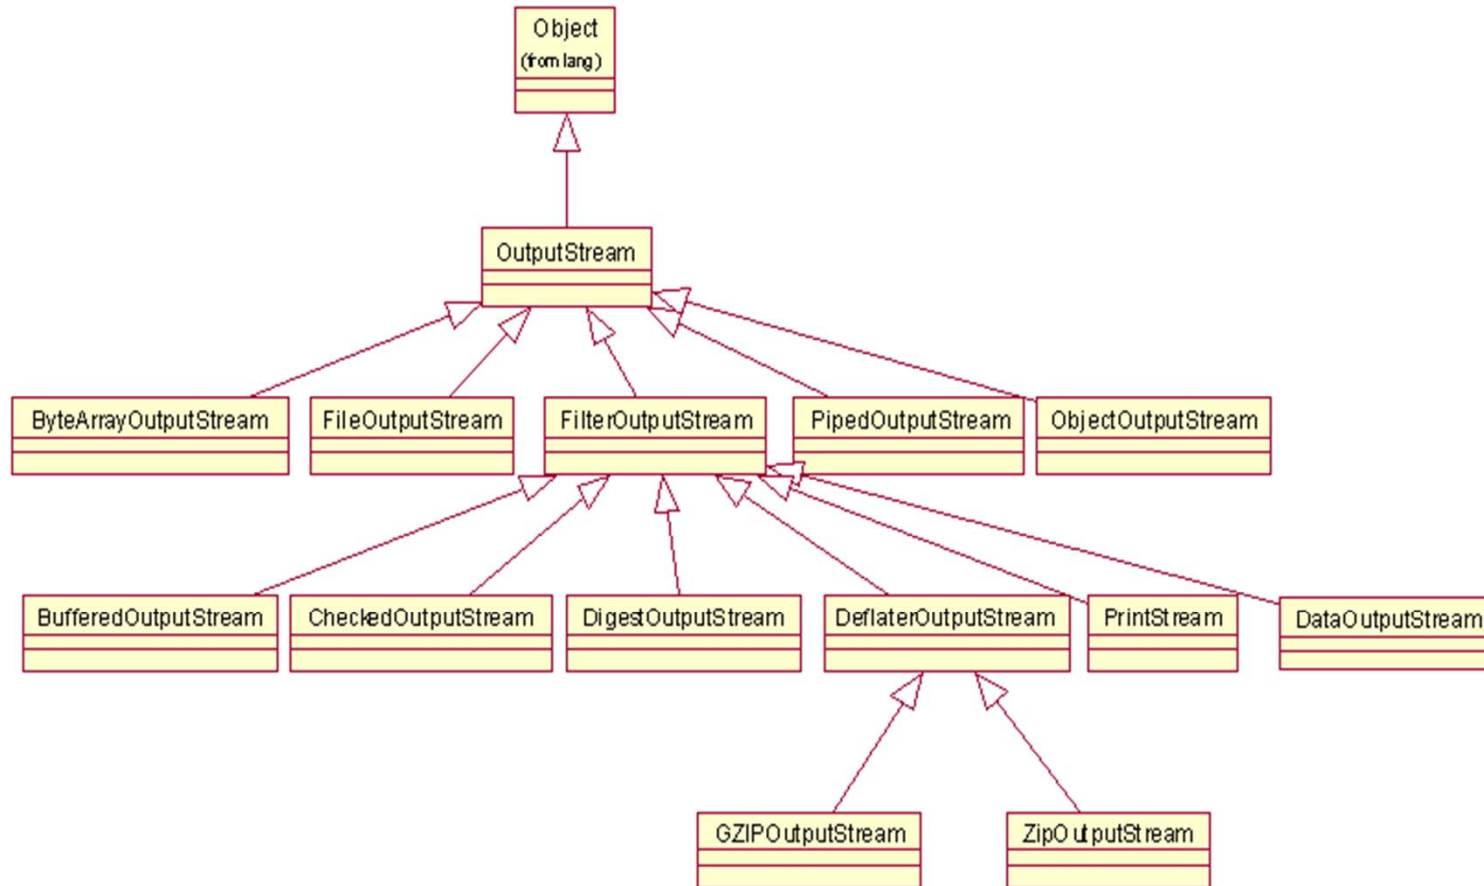 Object
(from lang)
OutputStream
ByteArrayOutputStream
FileOutputStream
FilterOutputStream
PipedOutputStream
ObjectOutputStream
BufferedOutputStream
CheckedOutputStream
DigestOutputStream
DeflaterOutputStream
PrintStream
DataOutputStream
GZIPOutputStream
ZipOutputStream